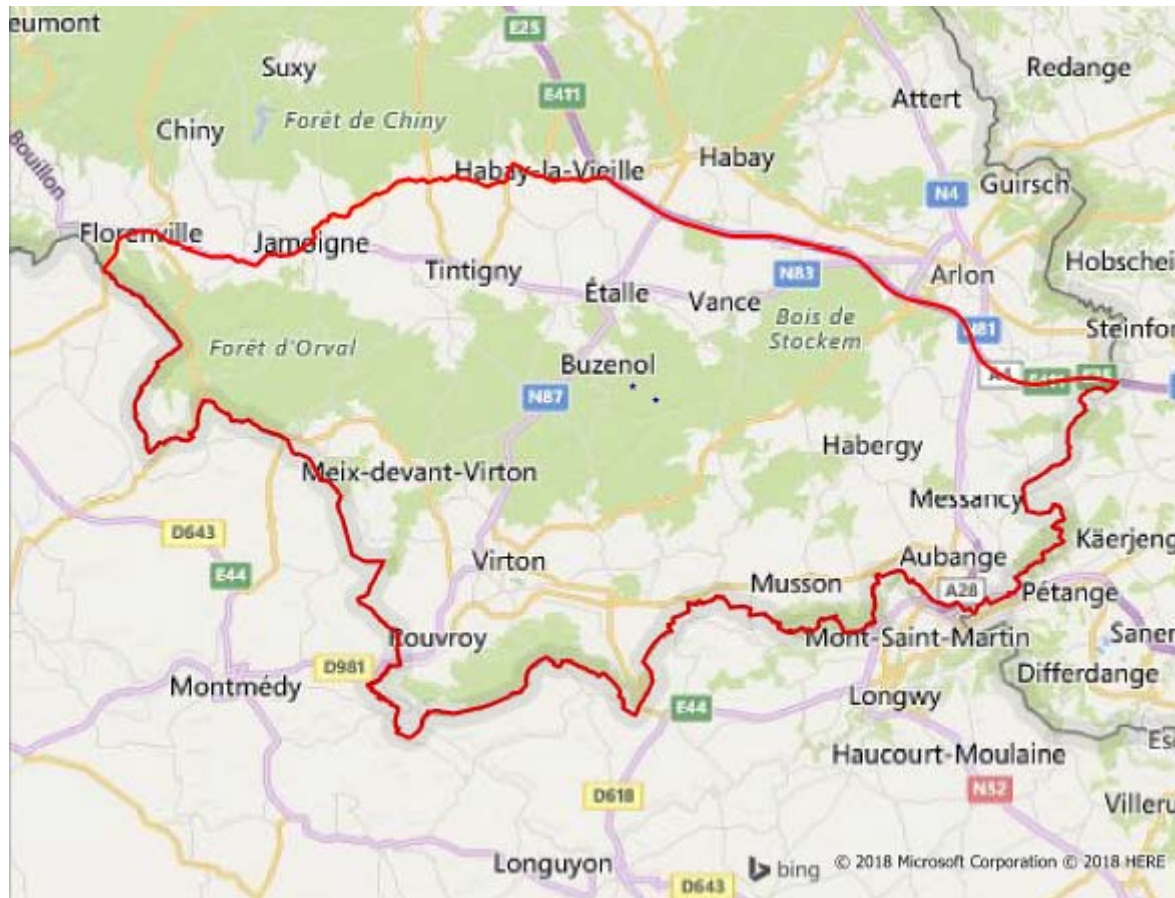 eumont
E25
Suxy
Redange
E411
Attert
Forêt de Chiny
Chiny
Bouillon
Habay
Habay-la-Vieille
Guirsch
N4
Florenville
Jamoigne
Hobschei
Tintigny
N83
Arlon
Étalle
Vance
Bois de
Stockem
Steinfor
N81
Forêt d'Orval
Buzenol
A4
N87
Habergy
Meix-devant-Virton
Messancy
D643
Käerjeng
Aubange
E44
Virton
Musson
A28
Pétange
Rouvroy
Mont-Saint-Martin
Saner
D981
Differdange
Montmédy
Longwy
E44
Es
Haucourt-Moulaine
N52
D618
Villeru
Longuyon
bing © 2018 Microsoft Corporation © 2018 HERE
D643